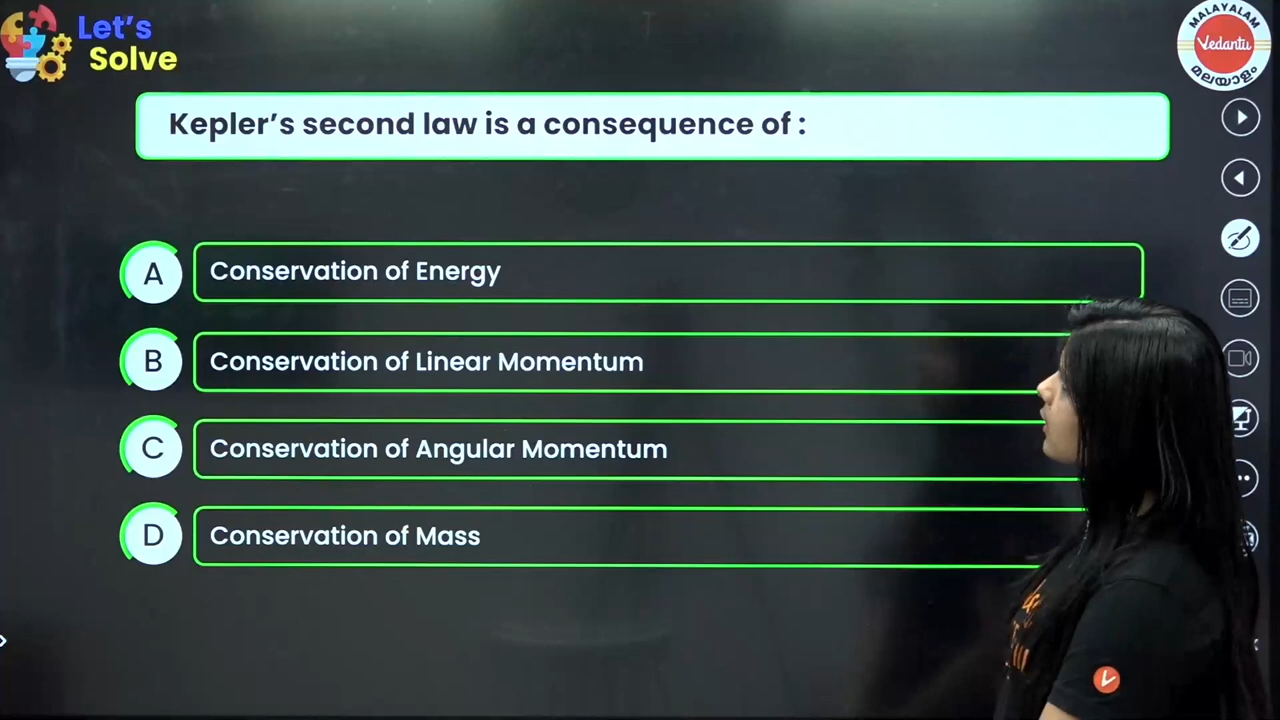 Let's
Solve
MALAYALAM
Vedantu
മലയാളം
Kepler's second law is a consequence of :
A
Conservation of Energy
B
Conservation of Linear Momentum
C
Conservation of Angular Momentum
D
Conservation of Mass